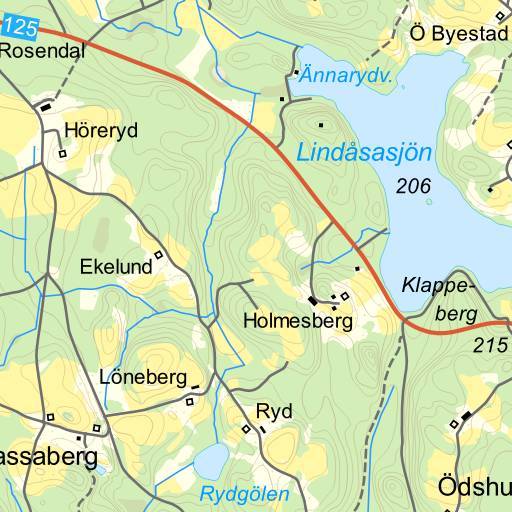 125
Rosendal
Ö Byestad
Ännarydv.
Höreryd
Lindåsasjön
206
Ekelund
Klappe-
berg
Holmesberg
215
Löneberg
Ryd
assaberg
Ödshu
Rydgölen